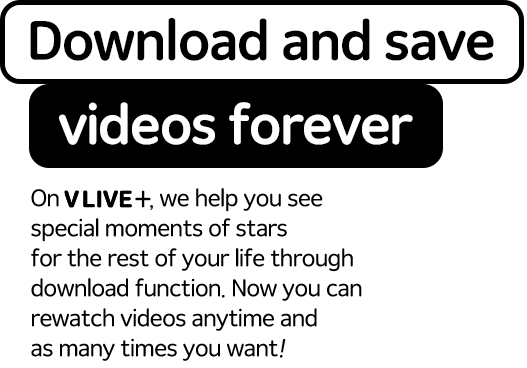 Download and save
videos forever
On VLIVE+, we help you see
special moments of stars
for the rest of your life through
download function. Now you can
rewatch videos anytime and
as many times you want!